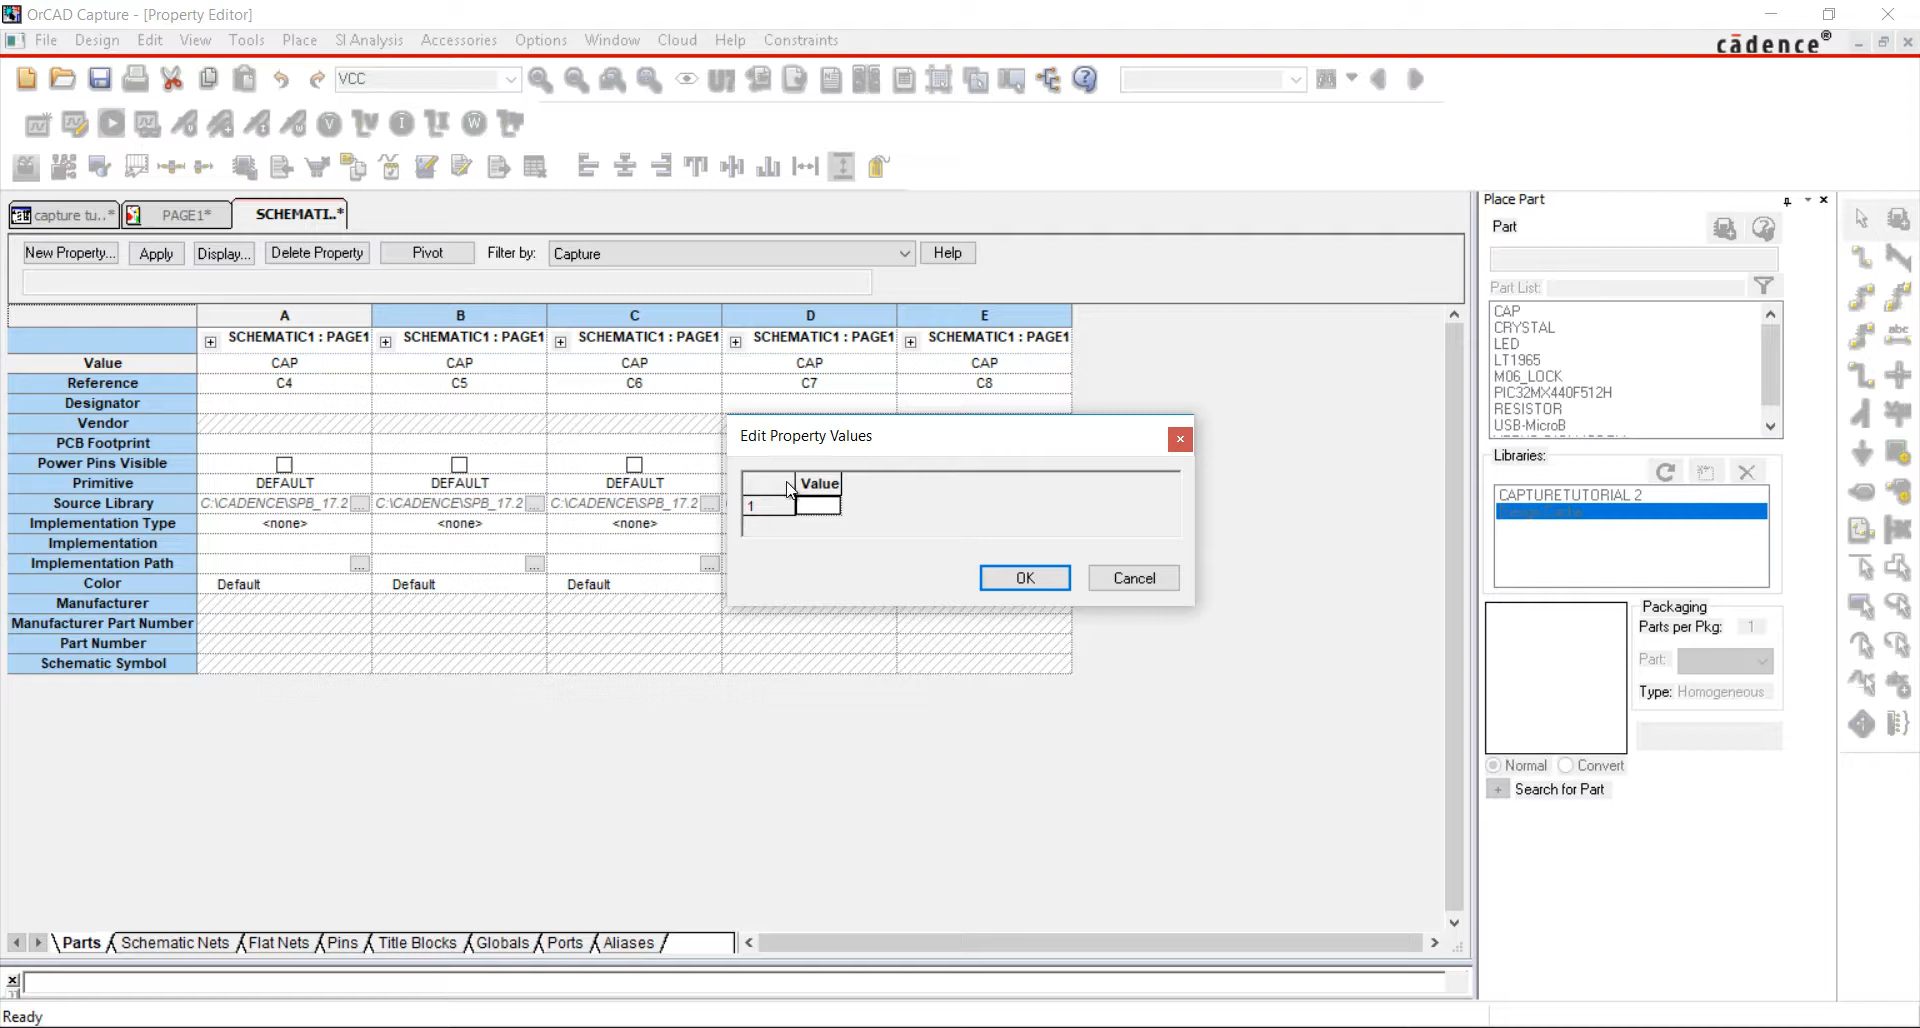 OrCAD Capture - [Property Editor]
File Design Edit View Tools Place SI Analysis Accessories Options Window Cloud Help Constraints
cādence®
VCC
capture tu..* PAGE1* SCHEMATI..*
New Property... Apply Display... Delete Property Pivot Filter by: Capture Help
A B C D E
SCHEMATIC1 : PAGE1 SCHEMATIC1 : PAGE1 SCHEMATIC1 : PAGE1 SCHEMATIC1 : PAGE1 SCHEMATIC1 : PAGE1
Value CAP CAP CAP CAP CAP
Reference C4 C5 C6 C7 C8
Designator
Vendor
PCB Footprint
Power Pins Visible
Primitive DEFAULT DEFAULT DEFAULT
Source Library C:\CADENCE\SPB_17.2 ... C:\CADENCE\SPB_17.2 ... C:\CADENCE\SPB_17.2 ...
Implementation Type <none> <none> <none>
Implementation
Implementation Path ... ... ...
Color Default Default Default
Manufacturer
Manufacturer Part Number
Part Number
Schematic Symbol
Edit Property Values
Value
1
OK Cancel
Parts Schematic Nets Flat Nets Pins Title Blocks Globals Ports Aliases
Ready
Place Part
Part
Part List:
CAP
CRYSTAL
LED
LT1965
M06_LOCK
PIC32MX440F512H
RESISTOR
USB-MicroB
Libraries:
CAPTURETUTORIAL 2
Design Cache
Packaging
Parts per Pkg: 1
Part:
Type: Homogeneous
Normal Convert
+ Search for Part